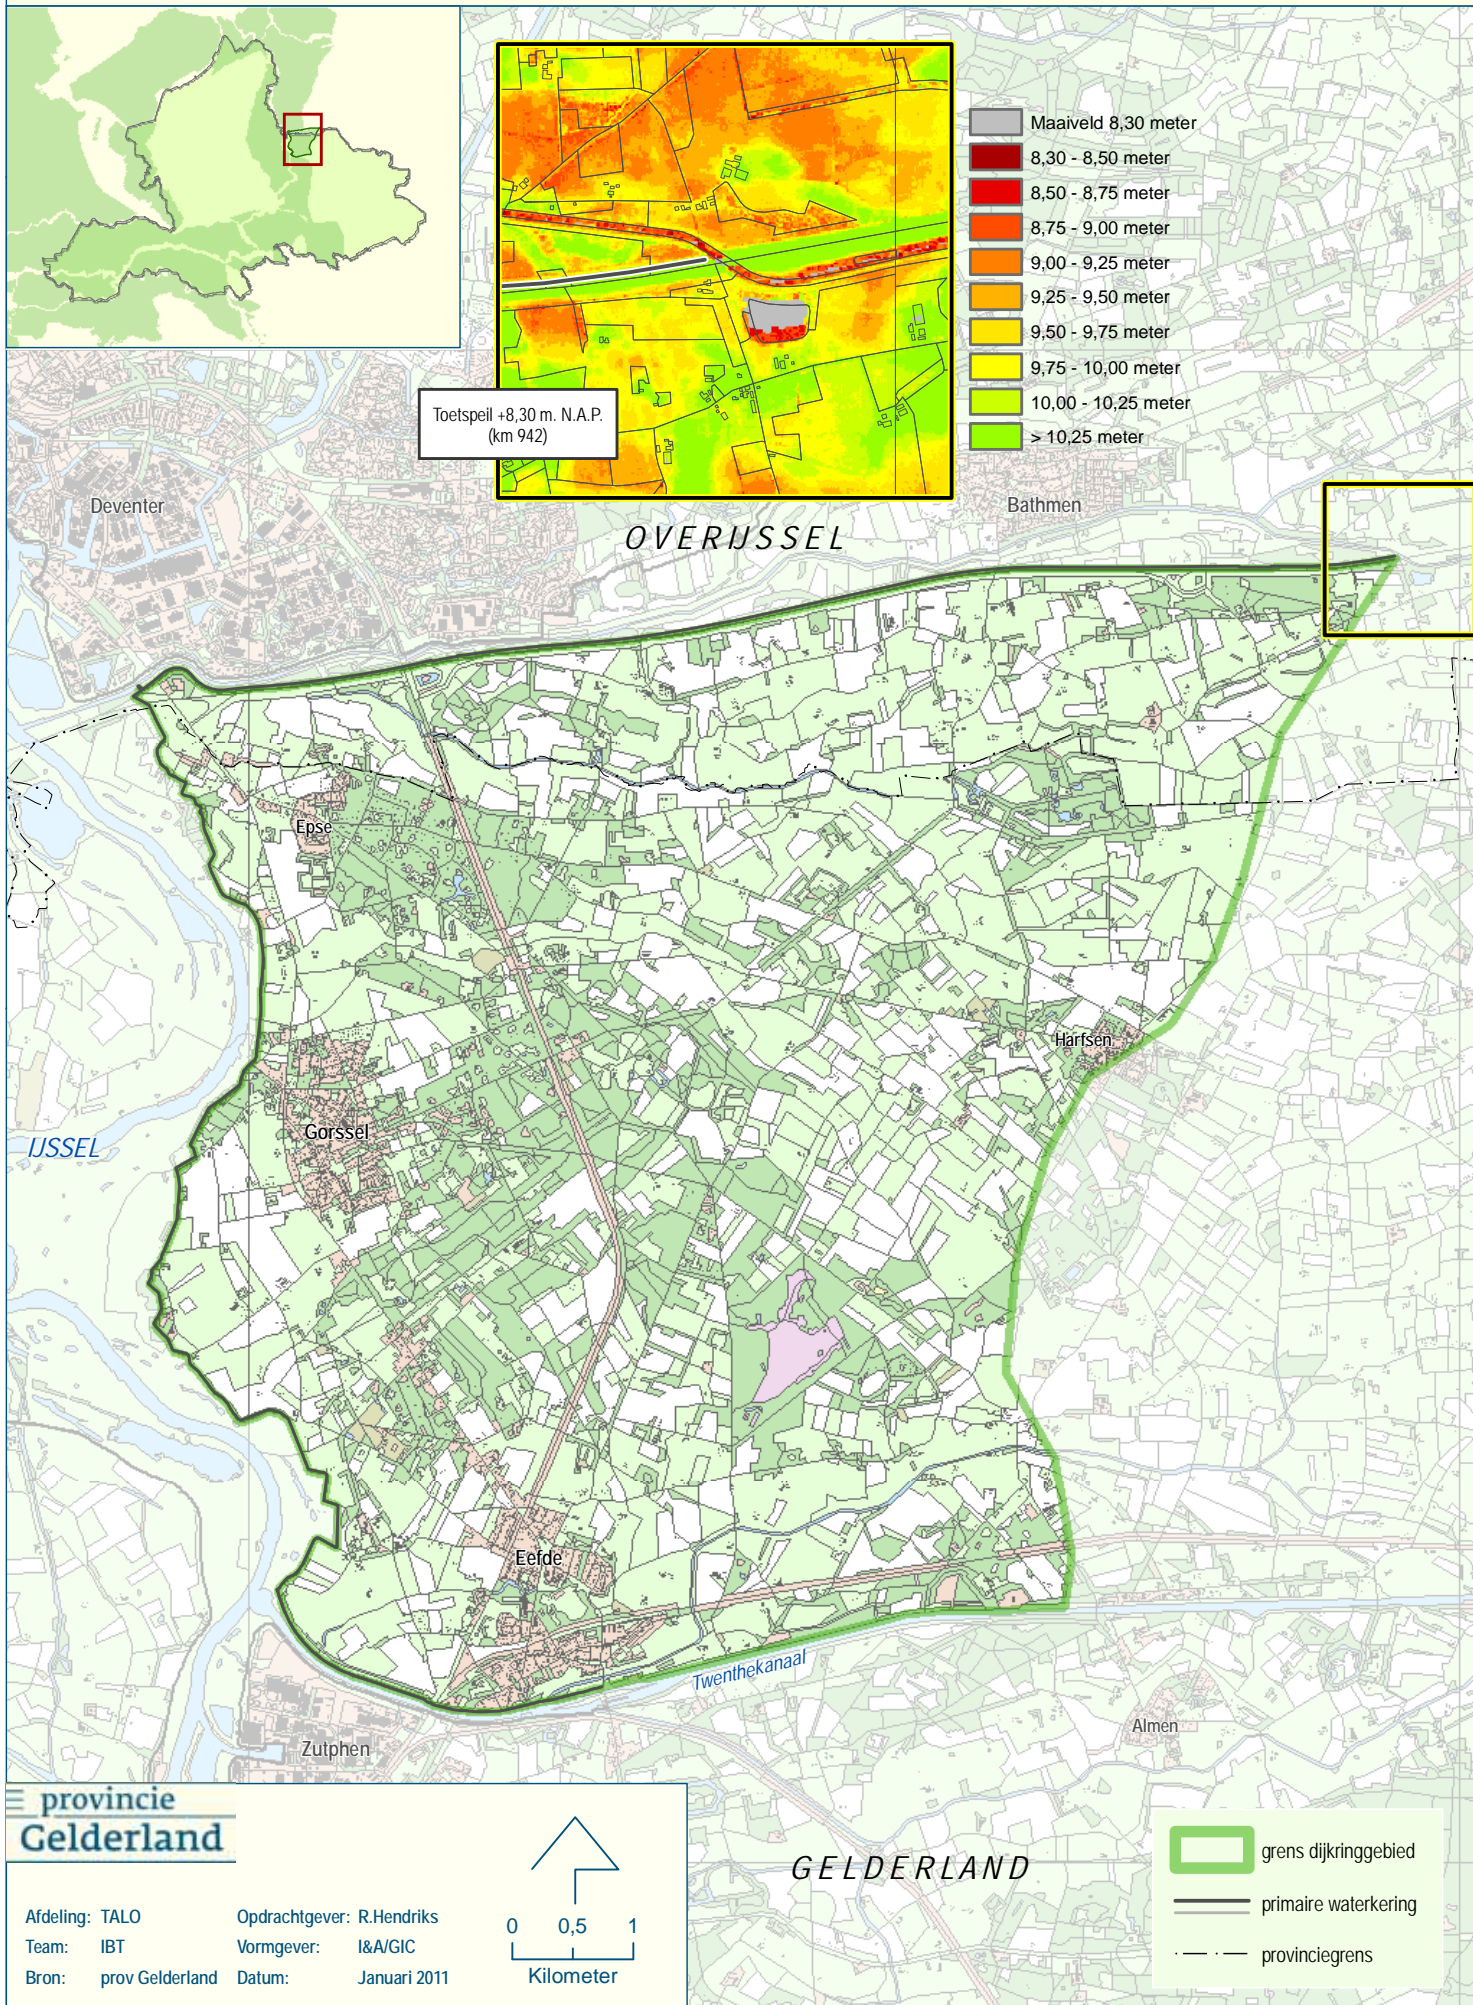 Maaiveld 8,30 meter
8,30 - 8,50 meter
8,50 - 8,75 meter
8,75 - 9,00 meter
9,00 - 9,25 meter
9,25 - 9,50 meter
9,50 - 9,75 meter
9,75 - 10,00 meter
10,00 - 10,25 meter
> 10,25 meter
Toetspeil +8,30 m. N.A.P.
(km 942)
Deventer
Bathmen
OVERIJSSEL
Epse
Harfsen
Gorssel
IJSSEL
Eefde
Twenthekanaal
Almen
Zutphen
provincie
Gelderland
GELDERLAND
Afdeling: TALO Opdrachtgever: R.Hendriks
Team: IBT Vormgever: I&A/GIC
Bron: prov Gelderland Datum: Januari 2011
0 0,5 1
Kilometer
grens dijkringgebied
primaire waterkering
provinciegrens